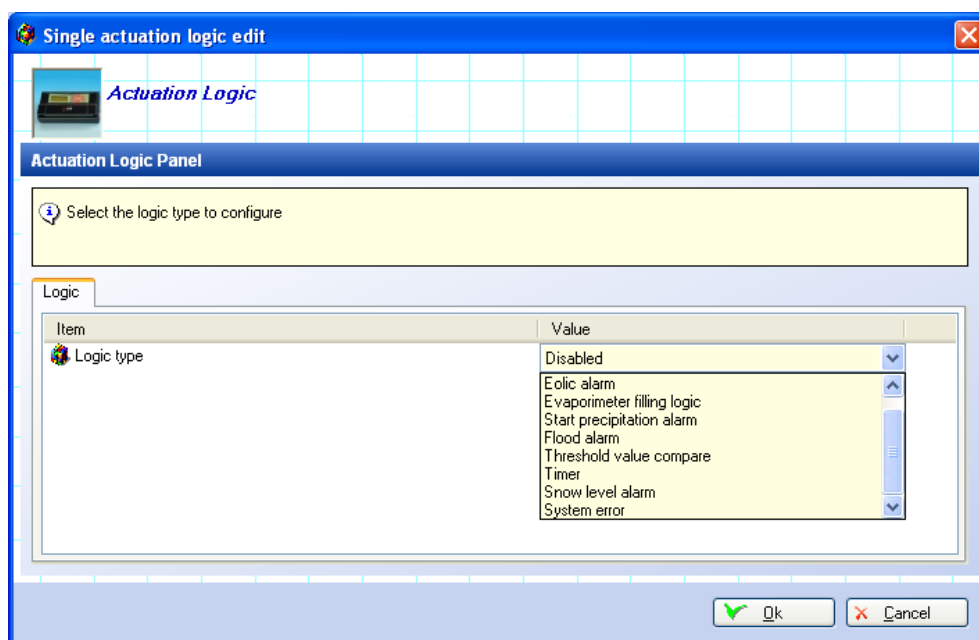 Single actuation logic edit
Actuation Logic
Actuation Logic Panel
Select the logic type to configure
Logic
Item Value
Logic type Disabled
Eolic alarm
Evaporimeter filling logic
Start precipitation alarm
Flood alarm
Threshold value compare
Timer
Snow level alarm
System error
Ok Cancel